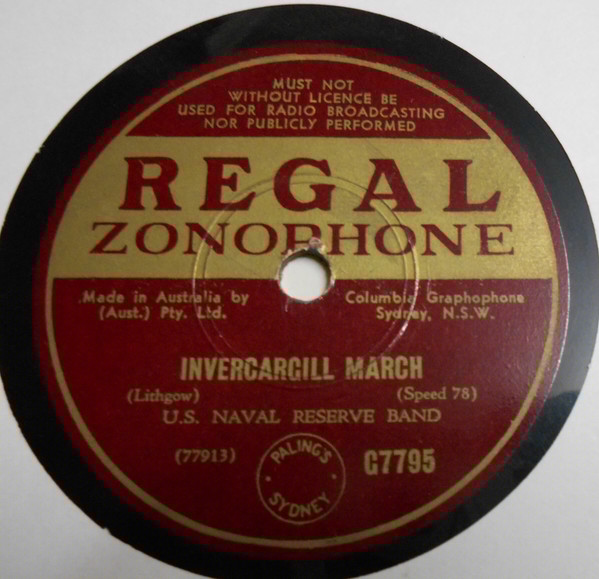 MUST NOT
WITHOUT LICENCE BE
USED FOR RADIO BROADCASTING
NOR PUBLICLY PERFORMED
REGAL
ZONOPHONE
Made in Australia by Columbia Graphophone
(Aust.) Pty. Ltd. Sydney, N.S.W.
INVERCARGILL MARCH
(Lithgow) (Speed 78)
U.S. NAVAL RESERVE BAND
(77913) PALING'S G7795
SYDNEY